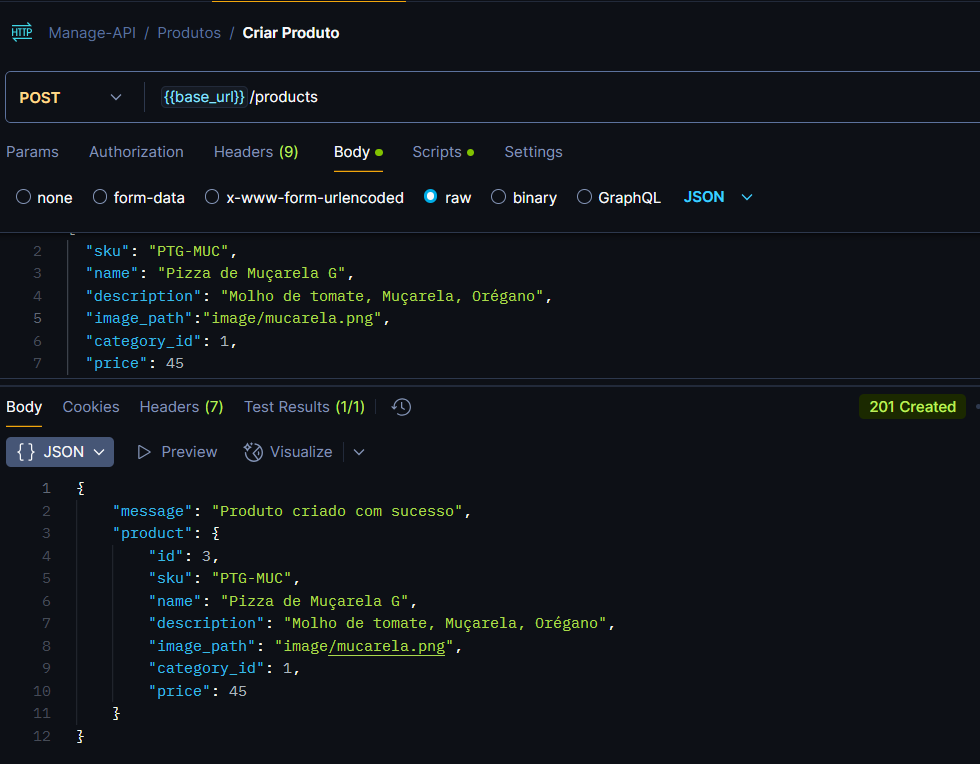 HTTP Manage-API / Produtos / Criar Produto
POST {{base_url}} /products
Params Authorization Headers (9) Body Scripts Settings
none form-data x-www-form-urlencoded raw binary GraphQL JSON
2 "sku": "PTG-MUC",
3 "name": "Pizza de Muçarela G",
4 "description": "Molho de tomate, Muçarela, Orégano",
5 "image_path":"image/mucarela.png",
6 "category_id": 1,
7 "price": 45
Body Cookies Headers (7) Test Results (1/1) 201 Created
{} JSON Preview Visualize
1 {
2 "message": "Produto criado com sucesso",
3 "product": {
4 "id": 3,
5 "sku": "PTG-MUC",
6 "name": "Pizza de Muçarela G",
7 "description": "Molho de tomate, Muçarela, Orégano",
8 "image_path": "image/mucarela.png",
9 "category_id": 1,
10 "price": 45
11 }
12 }